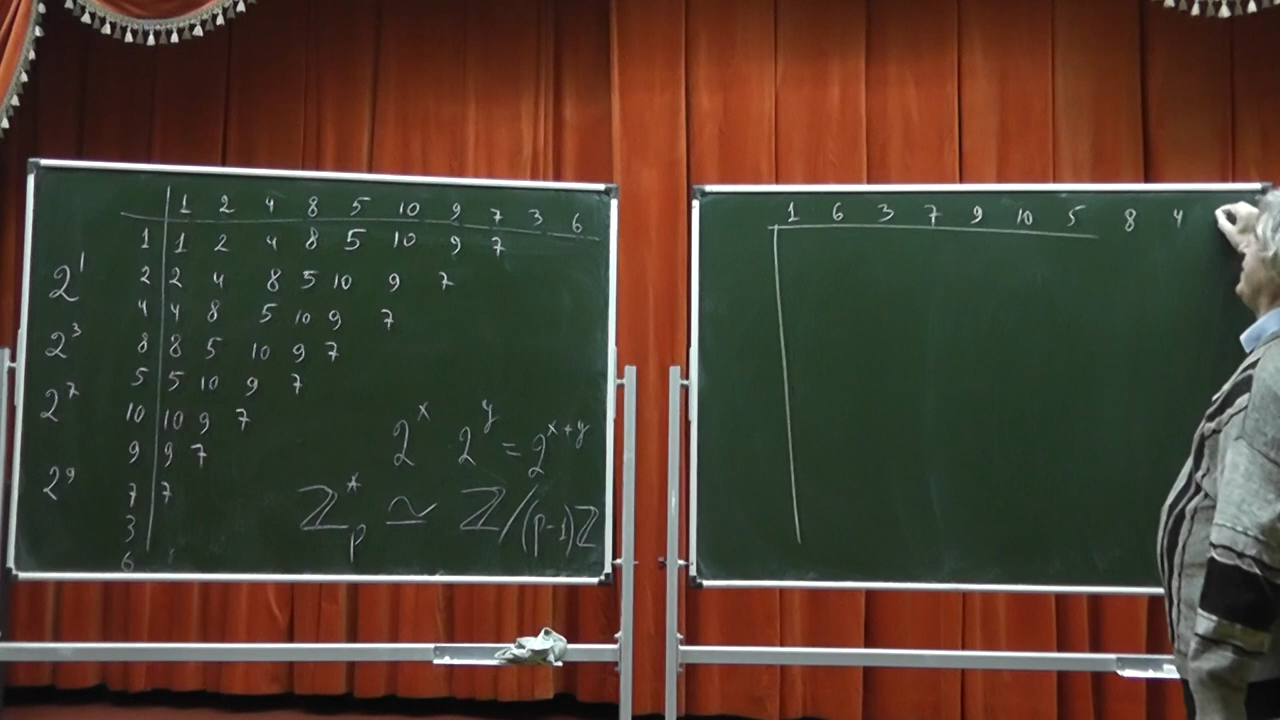 1 2 4 8 5 10 9 7 3 6
1 1 2 4 8 5 10 9 7
2¹ 2 2 4 8 5 10 9 7
4 4 8 5 10 9 7
2³ 8 8 5 10 9 7
5 5 10 9 7
2⁷ 10 10 9 7
9 9 7
2⁹ 7 7
3
6
2ˣ 2ʸ = 2ˣ⁺ʸ
ℤ*ₚ ≃ ℤ/(p-1)ℤ
1 6 3 7 9 10 5 8 4